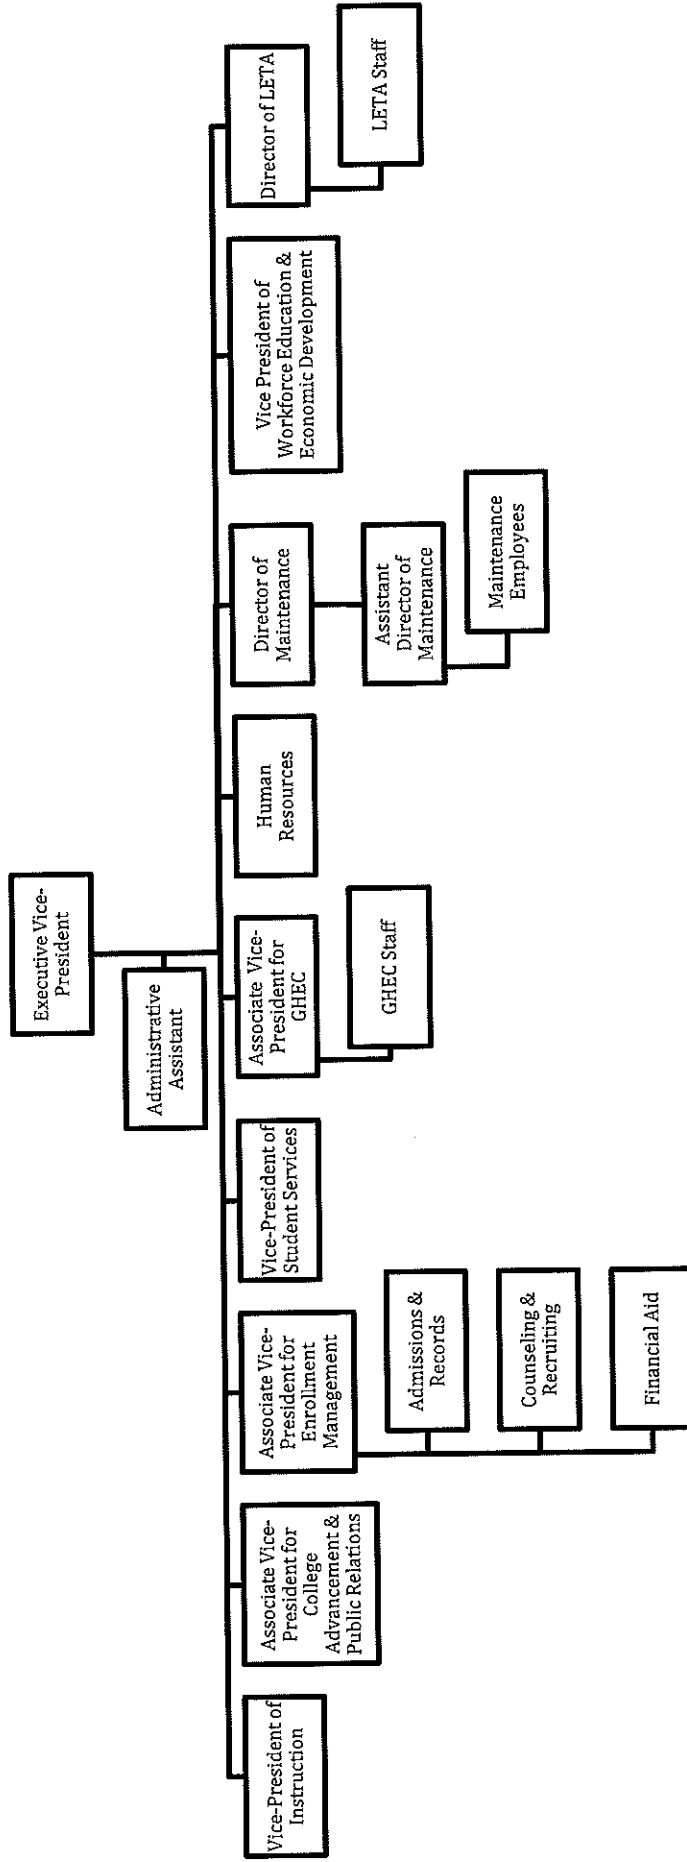 Executive Vice-
President
Administrative
Assistant
Vice-President of
Instruction
Associate Vice-
President for
College
Advancement &
Public Relations
Associate Vice-
President for
Enrollment
Management
Admissions &
Records
Counseling &
Recruiting
Financial Aid
Vice-President of
Student Services
Associate Vice-
President for
GHEC
GHEC Staff
Human
Resources
Director of
Maintenance
Assistant
Director of
Maintenance
Maintenance
Employees
Vice President of
Workforce Education &
Economic Development
Director of LETA
LETA Staff